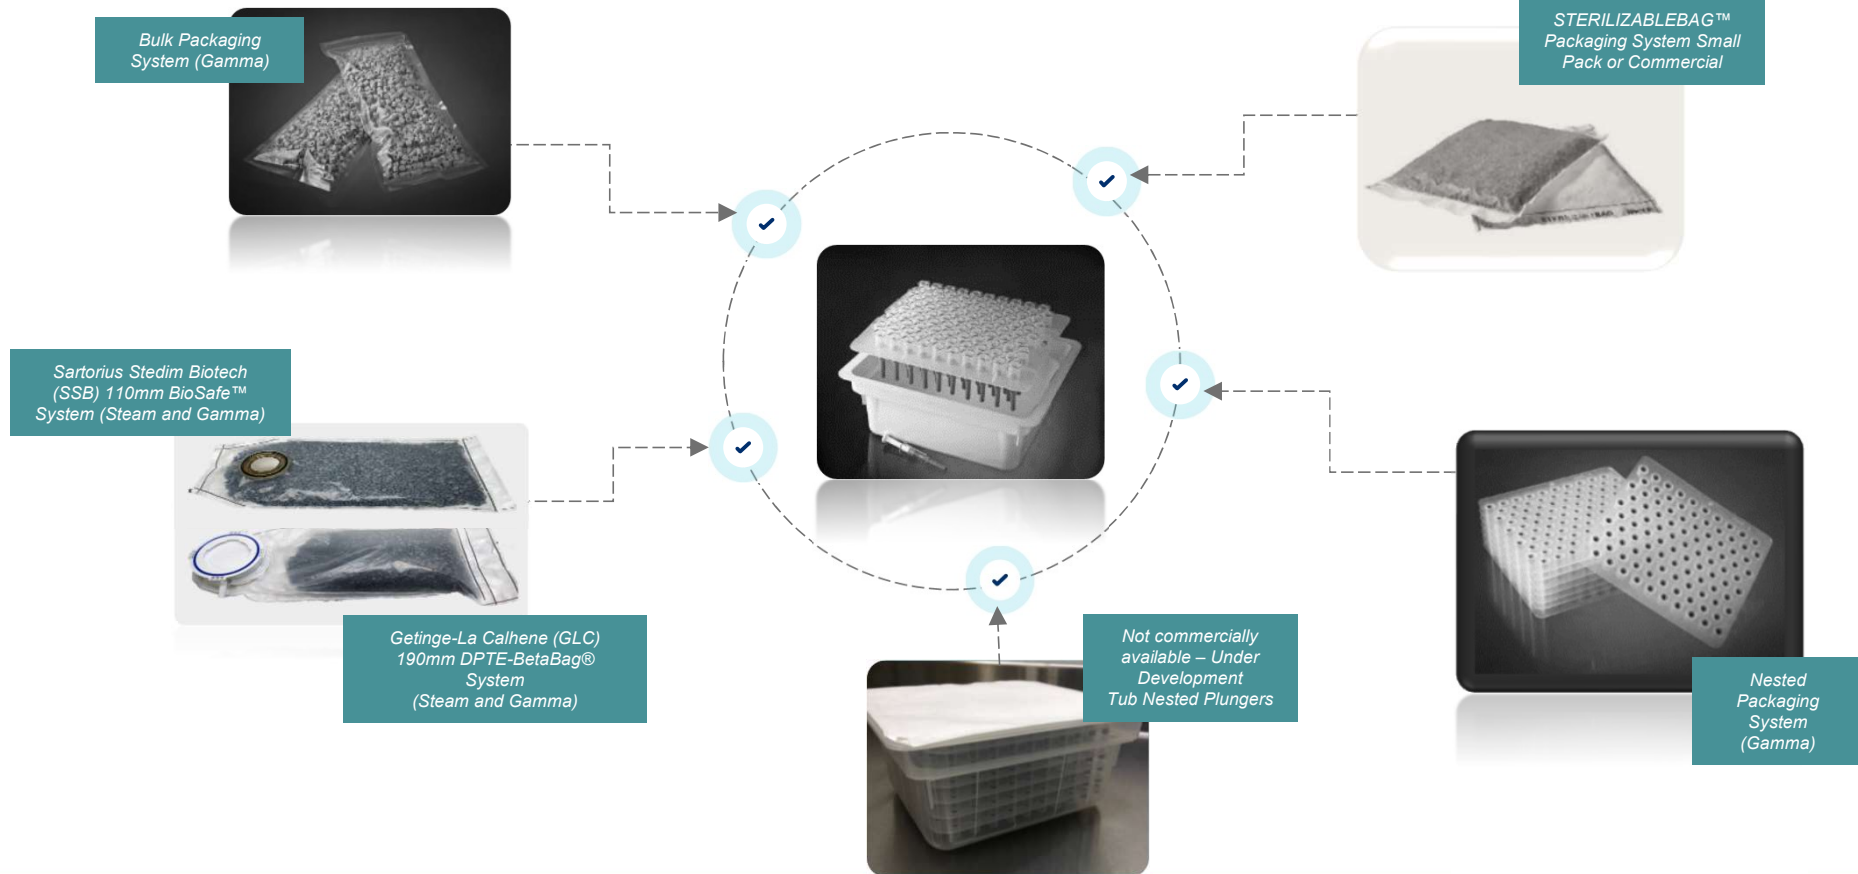 Bulk Packaging
System (Gamma)
STERILIZABLEBAG™
Packaging System Small
Pack or Commercial
Sartorius Stedim Biotech
(SSB) 110mm BioSafe™
System (Steam and Gamma)
Getinge-La Calhene (GLC)
190mm DPTE-BetaBag®
System
(Steam and Gamma)
Not commercially
available – Under
Development
Tub Nested Plungers
Nested
Packaging
System
(Gamma)